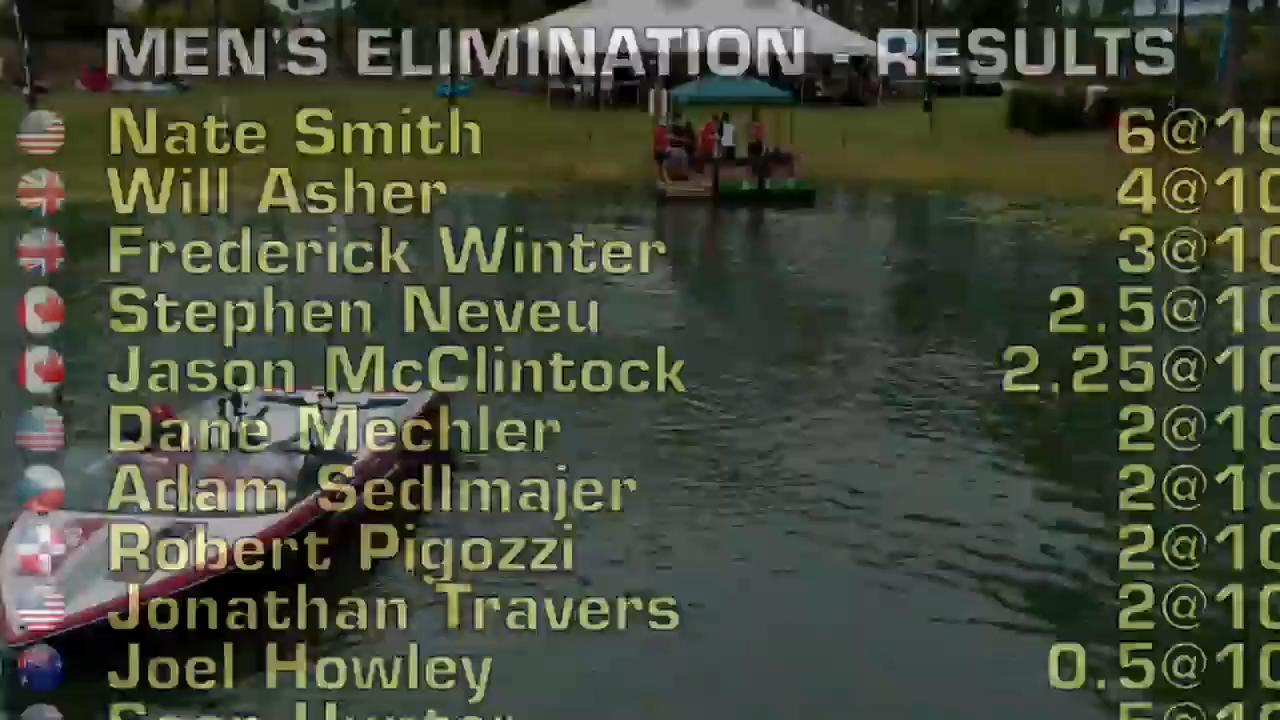 MEN'S ELIMINATION - RESULTS
Nate Smith 6@10
Will Asher 4@10
Frederick Winter 3@10
Stephen Neveu 2.5@10
Jason McClintock 2.25@10
Dane Mechler 2@10
Adam Sedlmajer 2@10
Robert Pigozzi 2@10
Jonathan Travers 2@10
Joel Howley 0.5@10